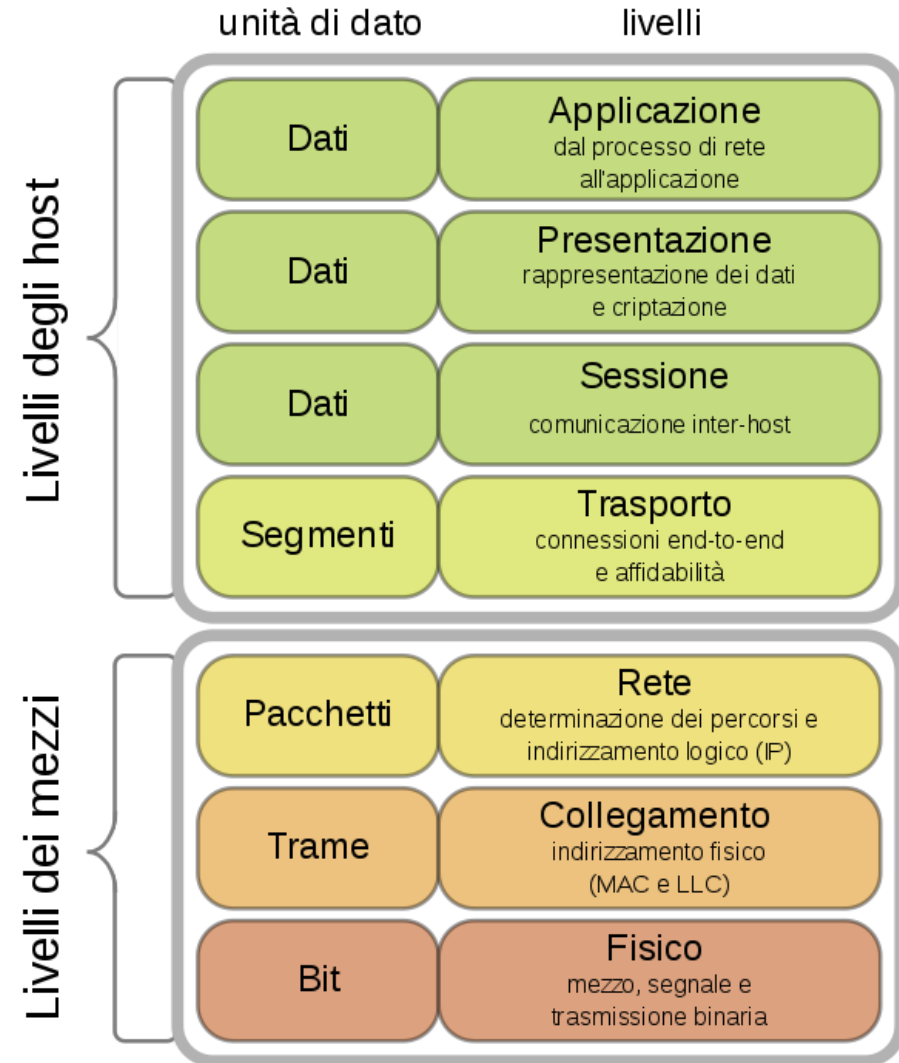 unità di dato
livelli
Livelli degli host
Dati
Applicazione
dal processo di rete
all'applicazione
Dati
Presentazione
rappresentazione dei dati
e criptazione
Dati
Sessione
comunicazione inter-host
Segmenti
Trasporto
connessioni end-to-end
e affidabilità
Livelli dei mezzi
Pacchetti
Rete
determinazione dei percorsi e
indirizzamento logico (IP)
Trame
Collegamento
indirizzamento fisico
(MAC e LLC)
Bit
Fisico
mezzo, segnale e
trasmissione binaria